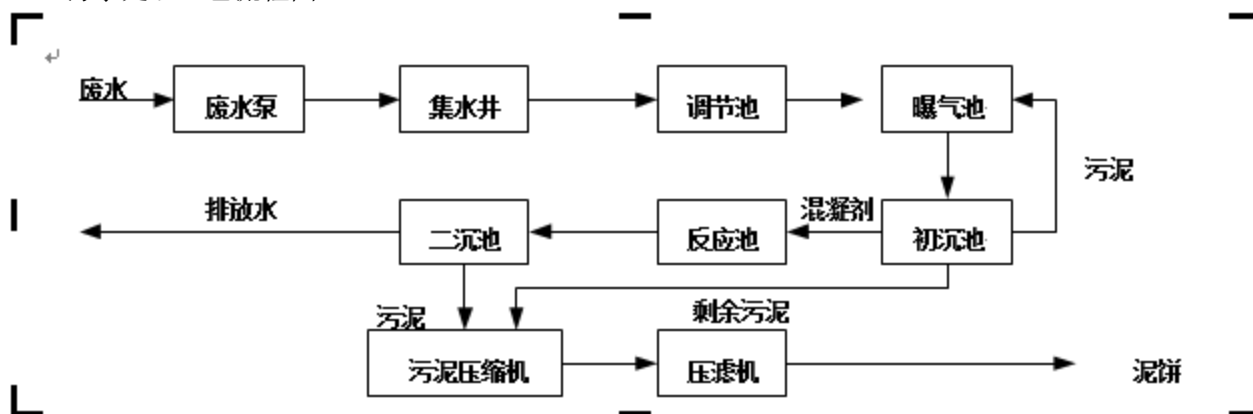 废水
废水泵
集水井
调节池
曝气池
污泥
排放水
二沉池
反应池
混凝剂
初沉池
污泥
剩余污泥
污泥压缩机
压滤机
泥饼